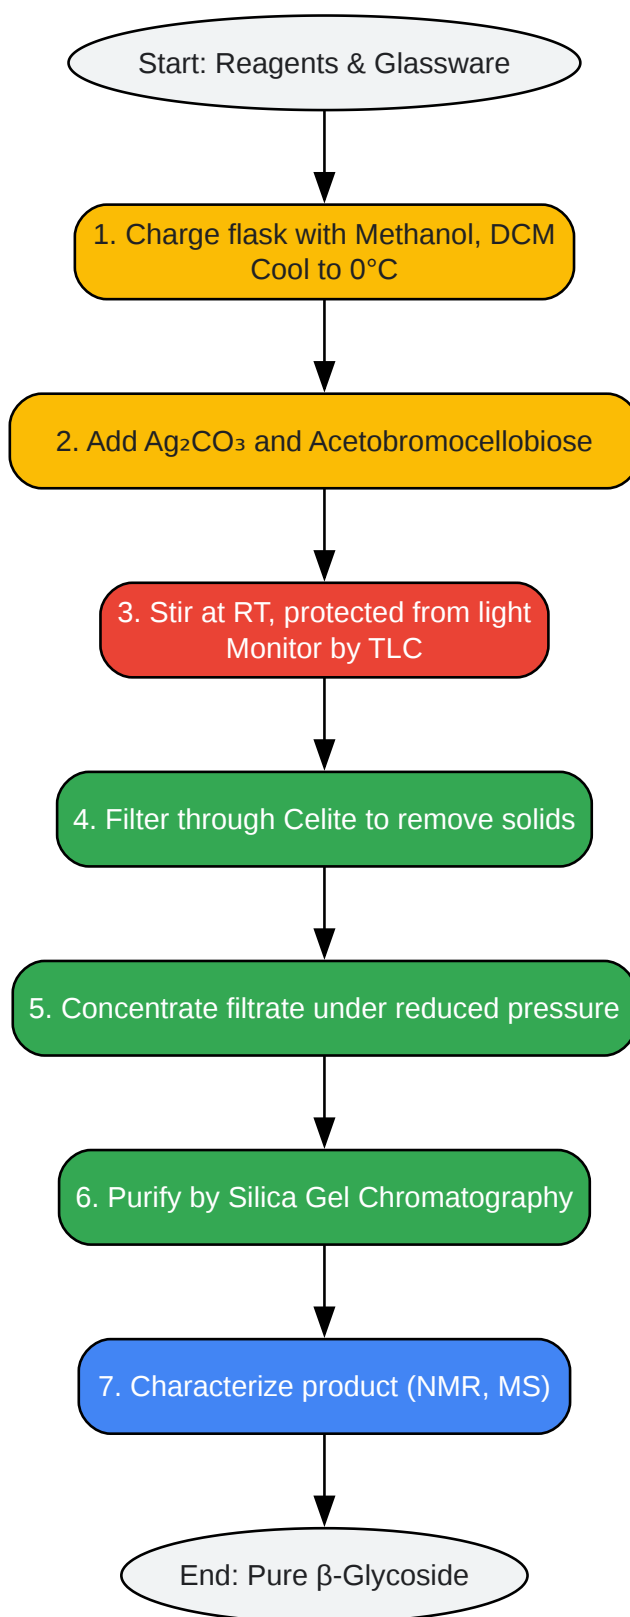 Start: Reagents & Glassware
1. Charge flask with Methanol, DCM
Cool to 0°C
2. Add Ag₂CO₃ and Acetobromocellobiose
3. Stir at RT, protected from light
Monitor by TLC
4. Filter through Celite to remove solids
5. Concentrate filtrate under reduced pressure
6. Purify by Silica Gel Chromatography
7. Characterize product (NMR, MS)
End: Pure β-Glycoside